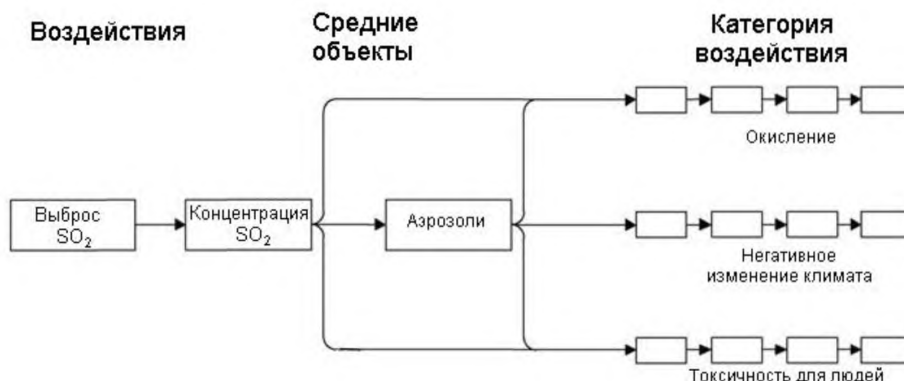 Воздействия
Средние
объекты
Категория
воздействия
Окисление
Выброс
SO₂
Концентрация
SO₂
Аэрозоли
Негативное
изменение климата
Токсичность для людей